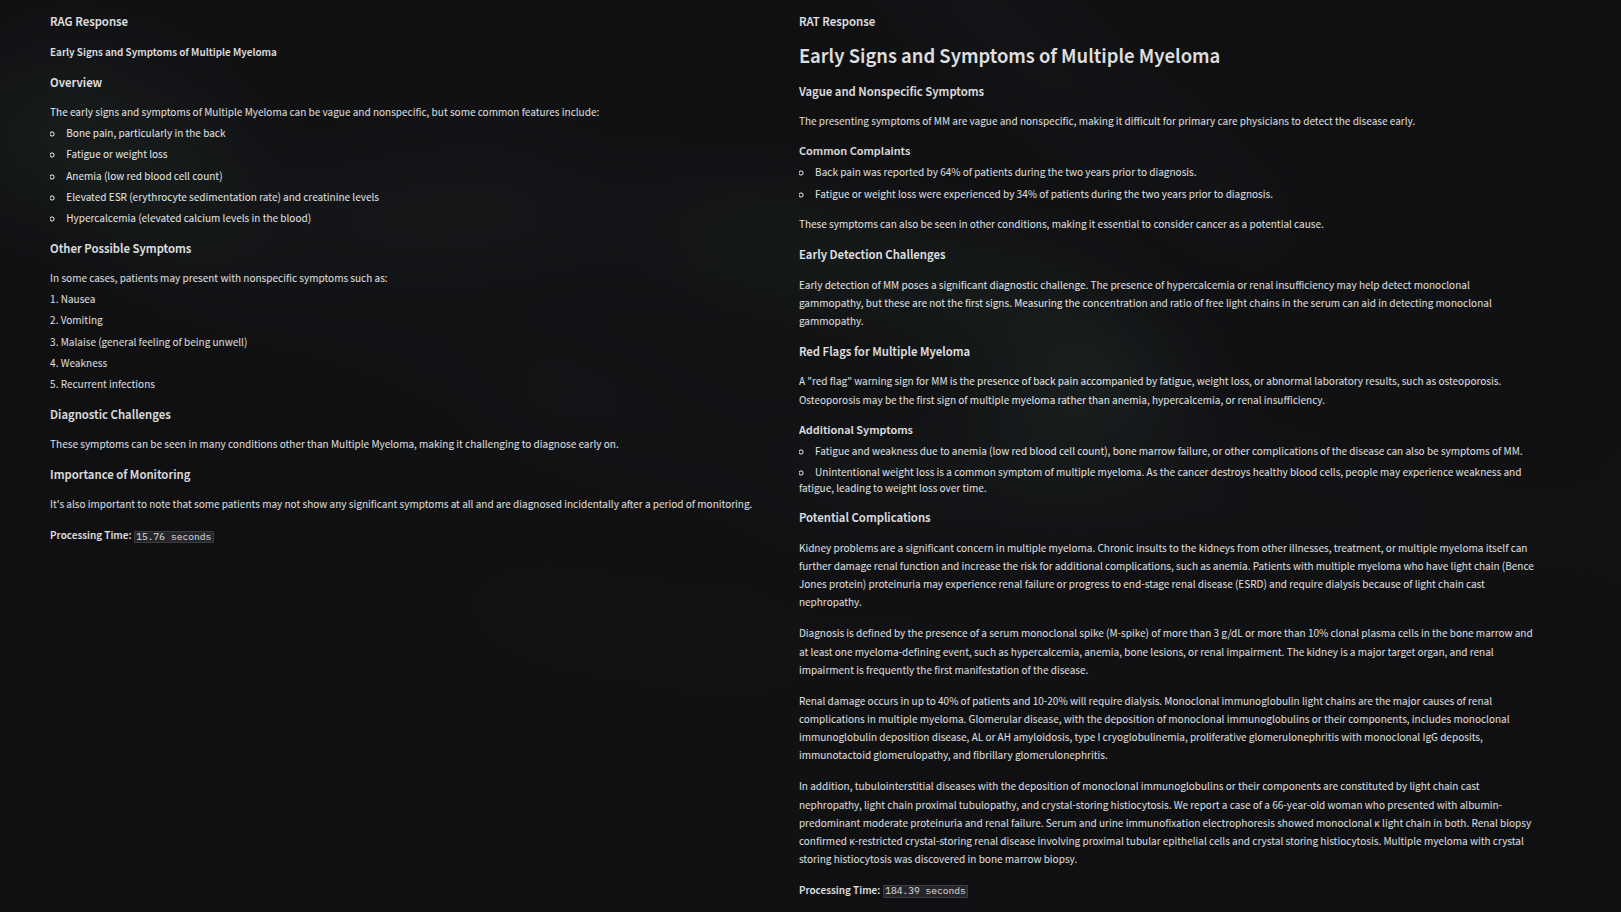 RAG Response
Early Signs and Symptoms of Multiple Myeloma
Overview
The early signs and symptoms of Multiple Myeloma can be vague and nonspecific, but some common features include:
Bone pain, particularly in the back
Fatigue or weight loss
Anemia (low red blood cell count)
Elevated ESR (erythrocyte sedimentation rate) and creatinine levels
Hypercalcemia (elevated calcium levels in the blood)
Other Possible Symptoms
In some cases, patients may present with nonspecific symptoms such as:
1. Nausea
2. Vomiting
3. Malaise (general feeling of being unwell)
4. Weakness
5. Recurrent infections
Diagnostic Challenges
These symptoms can be seen in many conditions other than Multiple Myeloma, making it challenging to diagnose early on.
Importance of Monitoring
It's also important to note that some patients may not show any significant symptoms at all and are diagnosed incidentally after a period of monitoring.
Processing Time: 15.76 seconds
RAT Response
Early Signs and Symptoms of Multiple Myeloma
Vague and Nonspecific Symptoms
The presenting symptoms of MM are vague and nonspecific, making it difficult for primary care physicians to detect the disease early.
Common Complaints
Back pain was reported by 64% of patients during the two years prior to diagnosis.
Fatigue or weight loss were experienced by 34% of patients during the two years prior to diagnosis.
These symptoms can also be seen in other conditions, making it essential to consider cancer as a potential cause.
Early Detection Challenges
Early detection of MM poses a significant diagnostic challenge. The presence of hypercalcemia or renal insufficiency may help detect monoclonal
gammopathy, but these are not the first signs. Measuring the concentration and ratio of free light chains in the serum can aid in detecting monoclonal
gammopathy.
Red Flags for Multiple Myeloma
A "red flag" warning sign for MM is the presence of back pain accompanied by fatigue, weight loss, or abnormal laboratory results, such as osteoporosis.
Osteoporosis may be the first sign of multiple myeloma rather than anemia, hypercalcemia, or renal insufficiency.
Additional Symptoms
Fatigue and weakness due to anemia (low red blood cell count), bone marrow failure, or other complications of the disease can also be symptoms of MM.
Unintentional weight loss is a common symptom of multiple myeloma. As the cancer destroys healthy blood cells, people may experience weakness and
fatigue, leading to weight loss over time.
Potential Complications
Kidney problems are a significant concern in multiple myeloma. Chronic insults to the kidneys from other illnesses, treatment, or multiple myeloma itself can
further damage renal function and increase the risk for additional complications, such as anemia. Patients with multiple myeloma who have light chain (Bence
Jones protein) proteinuria may experience renal failure or progress to end-stage renal disease (ESRD) and require dialysis because of light chain cast
nephropathy.
Diagnosis is defined by the presence of a serum monoclonal spike (M-spike) of more than 3 g/dL or more than 10% clonal plasma cells in the bone marrow and
at least one myeloma-defining event, such as hypercalcemia, anemia, bone lesions, or renal impairment. The kidney is a major target organ, and renal
impairment is frequently the first manifestation of the disease.
Renal damage occurs in up to 40% of patients and 10-20% will require dialysis. Monoclonal immunoglobulin light chains are the major causes of renal
complications in multiple myeloma. Glomerular disease, with the deposition of monoclonal immunoglobulins or their components, includes monoclonal
immunoglobulin deposition disease, AL or AH amyloidosis, type I cryoglobulinemia, proliferative glomerulonephritis with monoclonal IgG deposits,
immunotactoid glomerulopathy, and fibrillary glomerulonephritis.
In addition, tubulointerstitial diseases with the deposition of monoclonal immunoglobulins or their components are constituted by light chain cast
nephropathy, light chain proximal tubulopathy, and crystal-storing histiocytosis. We report a case of a 66-year-old woman who presented with albumin-
predominant moderate proteinuria and renal failure. Serum and urine immunofixation electrophoresis showed monoclonal κ light chain in both. Renal biopsy
confirmed κ-restricted crystal-storing renal disease involving proximal tubular epithelial cells and crystal storing histiocytosis. Multiple myeloma with crystal
storing histiocytosis was discovered in bone marrow biopsy.
Processing Time: 184.39 seconds